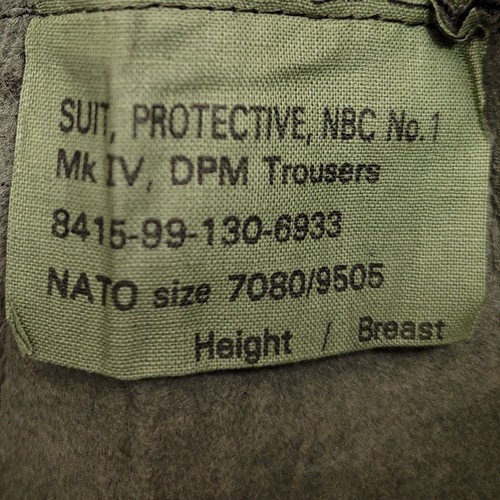 SUIT, PROTECTIVE, NBC No.1
Mk IV, DPM Trousers
8415-99-130-6933
NATO size 7080/9505
Height / Breast